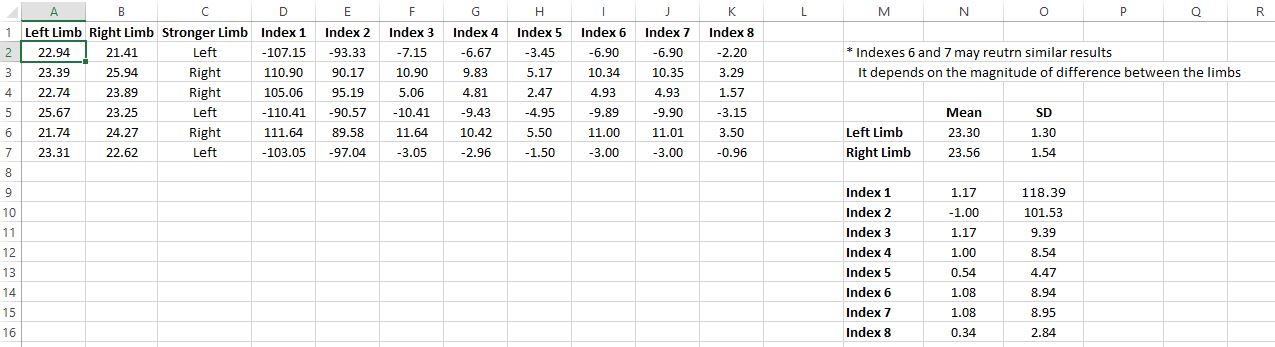 A B C D E F G H I J K L M N O P Q R
1 Left Limb Right Limb Stronger Limb Index 1 Index 2 Index 3 Index 4 Index 5 Index 6 Index 7 Index 8
2 22.94 21.41 Left -107.15 -93.33 -7.15 -6.67 -3.45 -6.90 -6.90 -2.20 * Indexes 6 and 7 may reutrn similar results
3 23.39 25.94 Right 110.90 90.17 10.90 9.83 5.17 10.34 10.35 3.29 It depends on the magnitude of difference between the limbs
4 22.74 23.89 Right 105.06 95.19 5.06 4.81 2.47 4.93 4.93 1.57
5 25.67 23.25 Left -110.41 -90.57 -10.41 -9.43 -4.95 -9.89 -9.90 -3.15 Mean SD
6 21.74 24.27 Right 111.64 89.58 11.64 10.42 5.50 11.00 11.01 3.50 Left Limb 23.30 1.30
7 23.31 22.62 Left -103.05 -97.04 -3.05 -2.96 -1.50 -3.00 -3.00 -0.96 Right Limb 23.56 1.54
8
9 Index 1 1.17 118.39
10 Index 2 -1.00 101.53
11 Index 3 1.17 9.39
12 Index 4 1.00 8.54
13 Index 5 0.54 4.47
14 Index 6 1.08 8.94
15 Index 7 1.08 8.95
16 Index 8 0.34 2.84